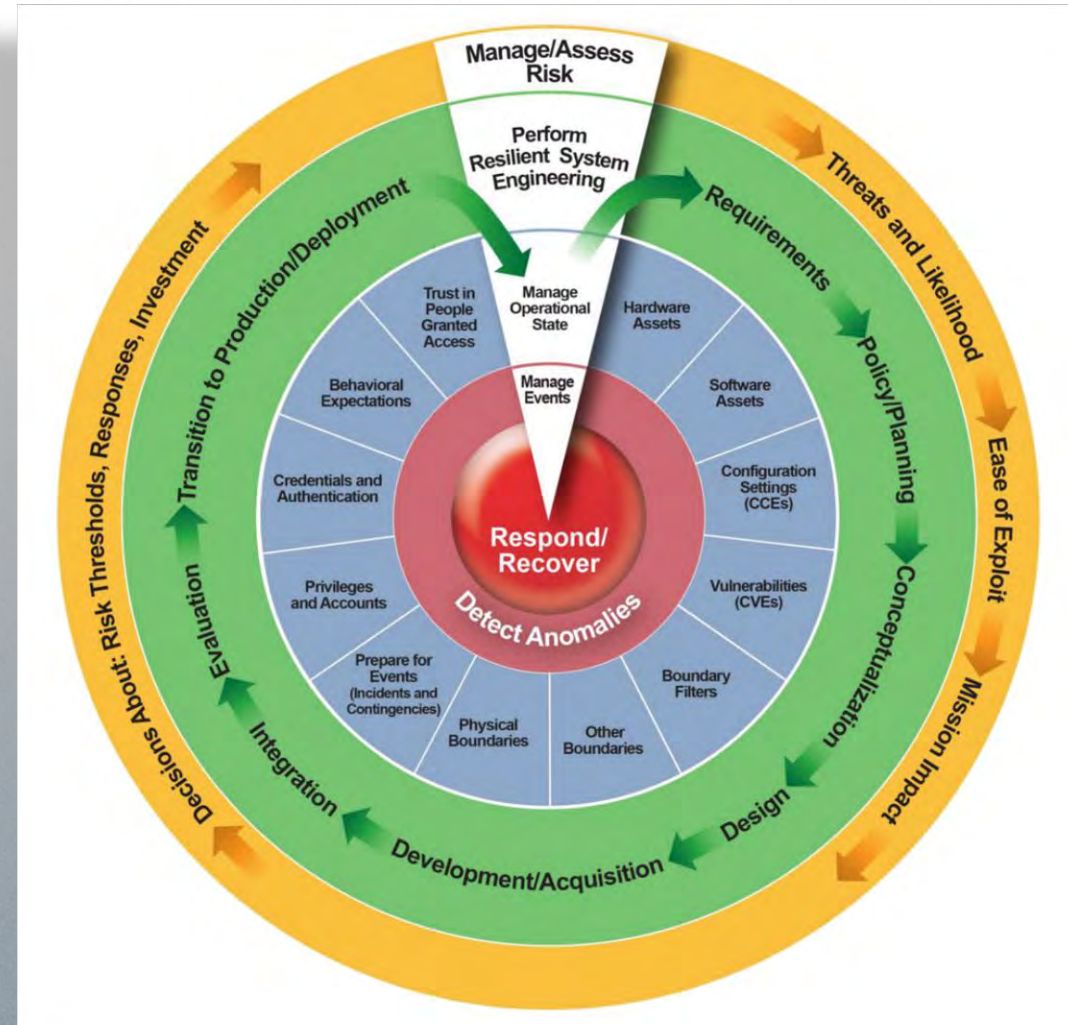 Manage/Assess
Risk
Perform
Resilient System
Engineering
Manage
Operational
State
Manage
Events
Respond/
Recover
Detect Anomalies
Threats and Likelihood
Ease of Exploit
Mission Impact
Decisions About: Risk Thresholds, Responses, Investment
Requirements
Policy/Planning
Conceptualization
Design
Development/Acquisition
Integration
Evaluation
Transition to Production/Deployment
Hardware
Assets
Software
Assets
Configuration
Settings
(CCEs)
Vulnerabilities
(CVEs)
Boundary
Filters
Other
Boundaries
Physical
Boundaries
Prepare for
Events
(Incidents and
Contingencies)
Privileges
and Accounts
Credentials and
Authentication
Behavioral
Expectations
Trust in
People
Granted
Access